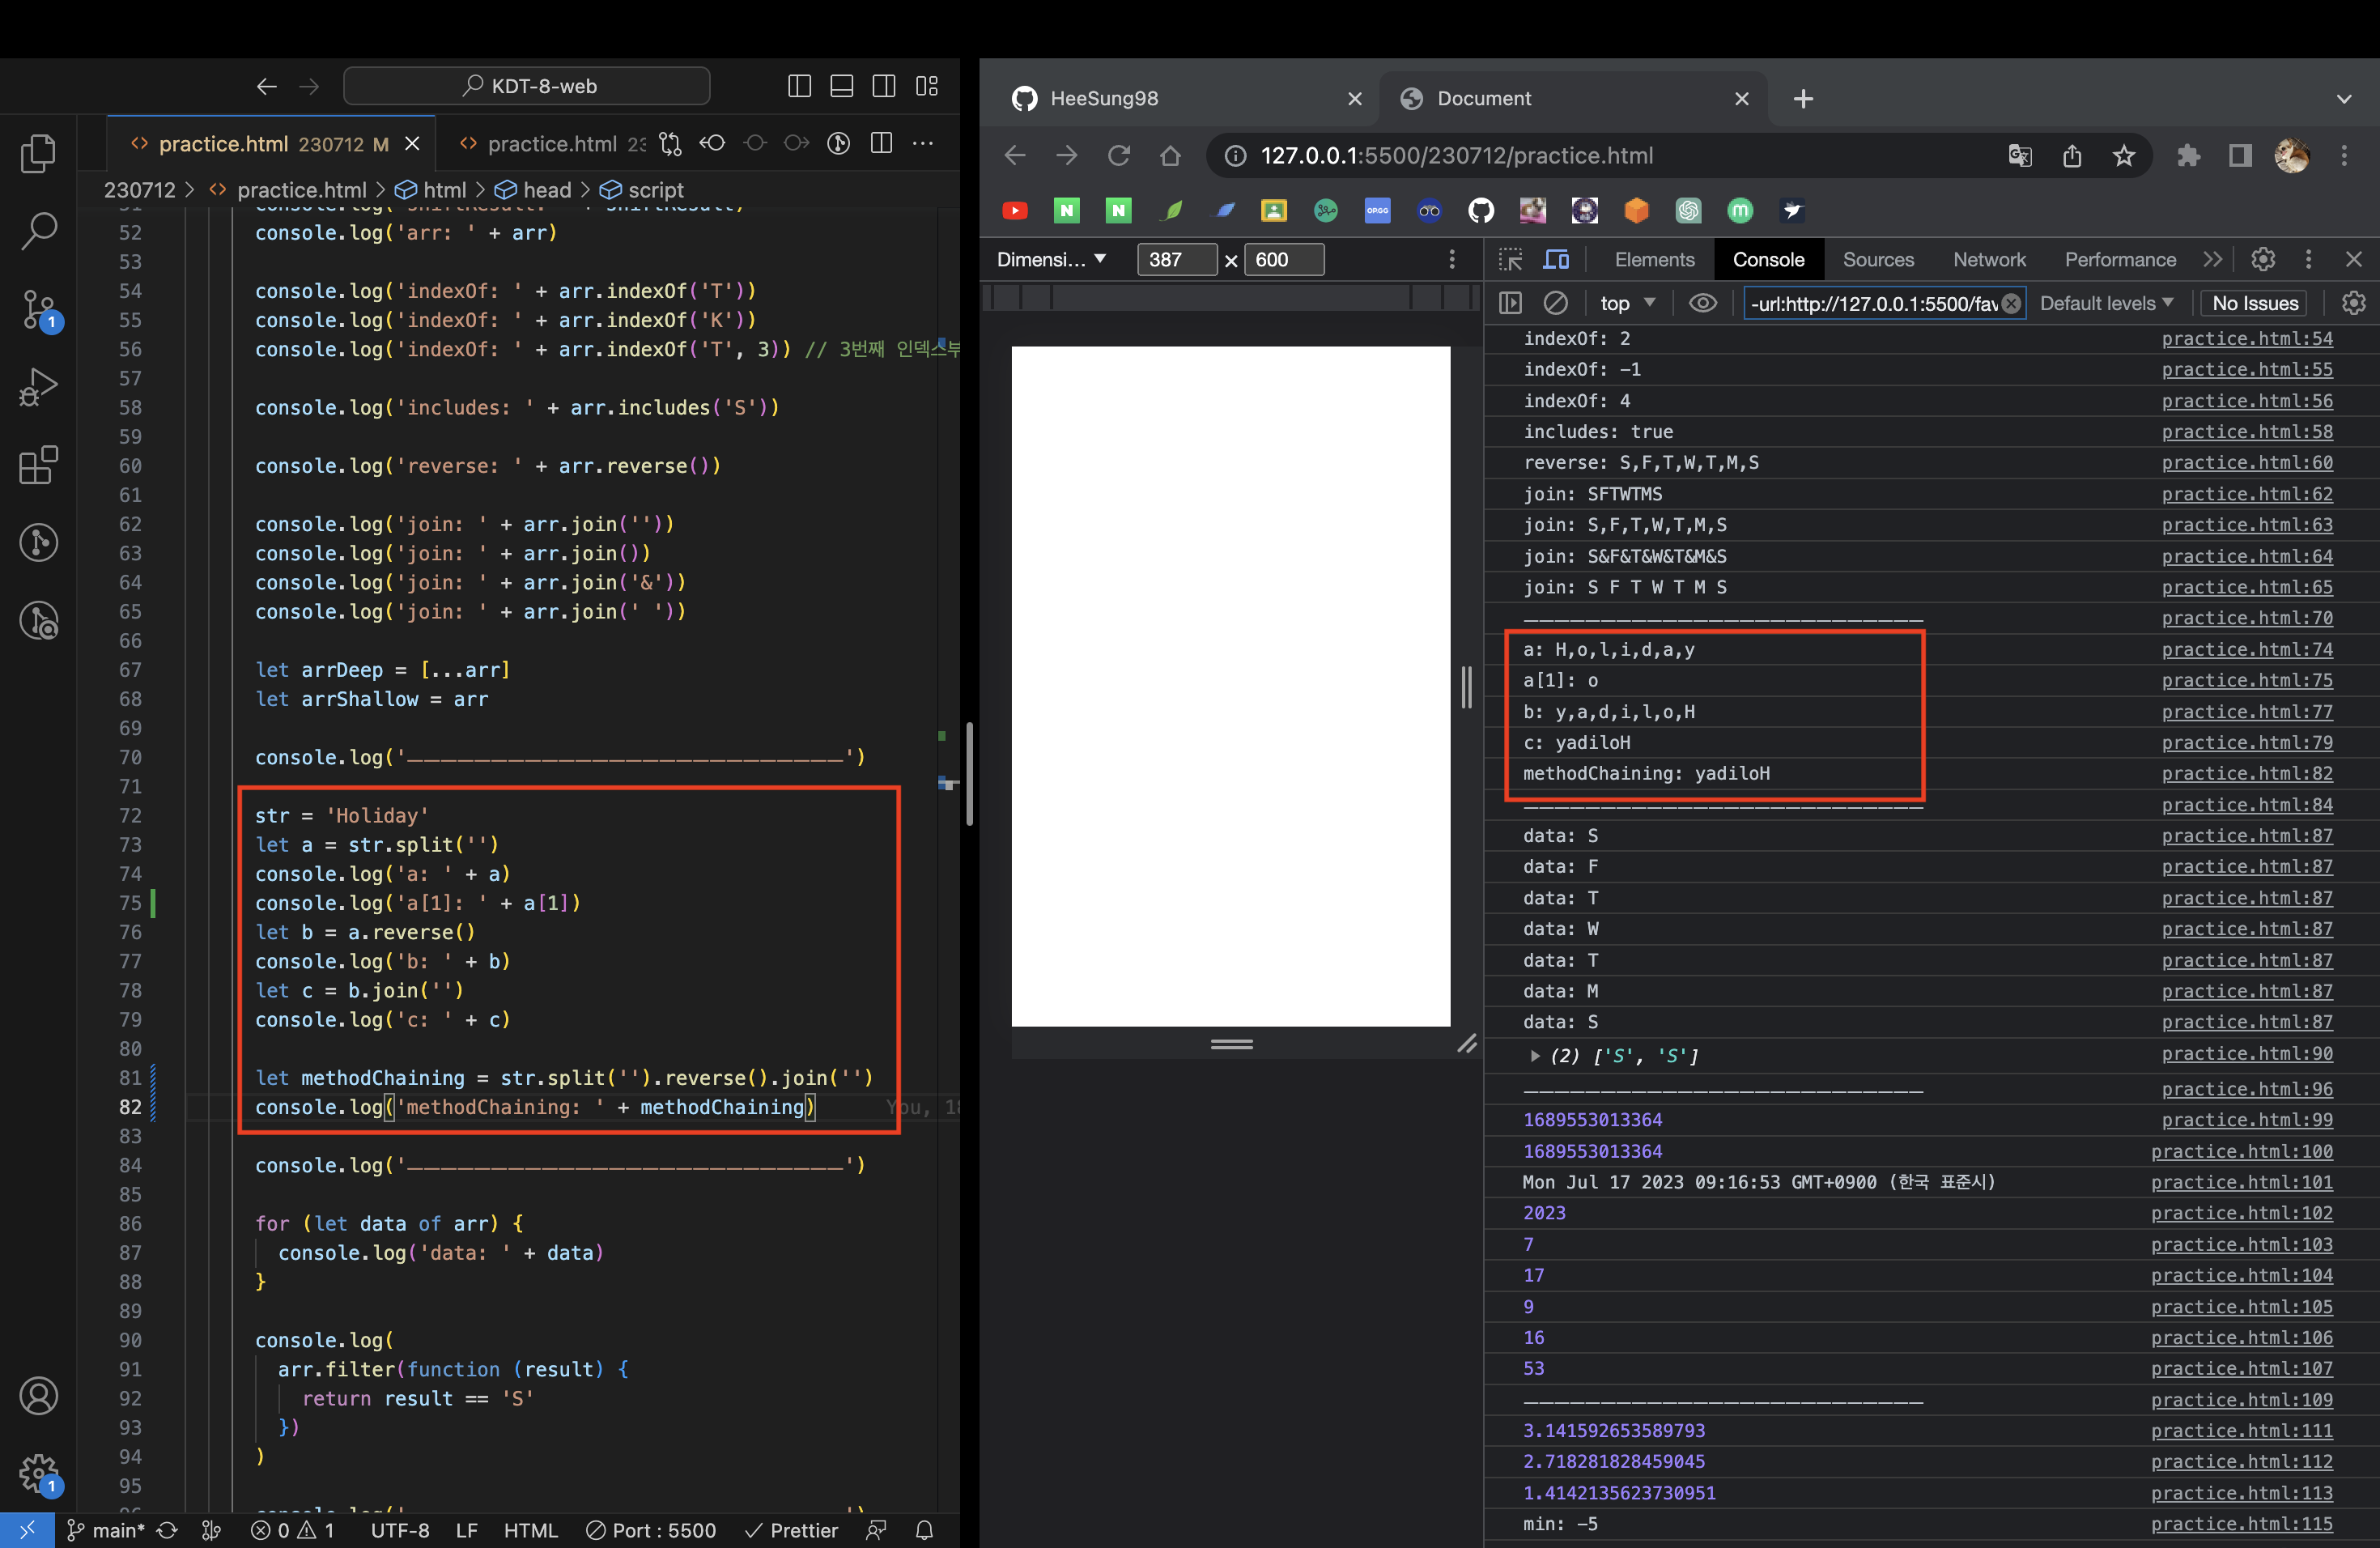 KDT-8-web
practice.html 230712 M
practice.html 23
230712 > practice.html > html > head > script
52 console.log('arr: ' + arr)
53
54 console.log('indexOf: ' + arr.indexOf('T'))
55 console.log('indexOf: ' + arr.indexOf('K'))
56 console.log('indexOf: ' + arr.indexOf('T', 3)) // 3번째 인덱스부
57
58 console.log('includes: ' + arr.includes('S'))
59
60 console.log('reverse: ' + arr.reverse())
61
62 console.log('join: ' + arr.join(''))
63 console.log('join: ' + arr.join())
64 console.log('join: ' + arr.join('&'))
65 console.log('join: ' + arr.join(' '))
66
67 let arrDeep = [...arr]
68 let arrShallow = arr
69
70 console.log('——————————————————————————')
71
72 str = 'Holiday'
73 let a = str.split('')
74 console.log('a: ' + a)
75 console.log('a[1]: ' + a[1])
76 let b = a.reverse()
77 console.log('b: ' + b)
78 let c = b.join('')
79 console.log('c: ' + c)
80
81 let methodChaining = str.split('').reverse().join('')
82 console.log('methodChaining: ' + methodChaining) You, 18
83
84 console.log('——————————————————————————')
85
86 for (let data of arr) {
87 console.log('data: ' + data)
88 }
89
90 console.log(
91 arr.filter(function (result) {
92 return result == 'S'
93 })
94 )
95
1
1
main* 0 1 UTF-8 LF HTML Port : 5500 Prettier
HeeSung98
Document
127.0.0.1:5500/230712/practice.html
OPGG
Dimensi... 387 × 600
Elements Console Sources Network Performance
top -url:http://127.0.0.1:5500/fav Default levels No Issues
indexOf: 2 practice.html:54
indexOf: -1 practice.html:55
indexOf: 4 practice.html:56
includes: true practice.html:58
reverse: S,F,T,W,T,M,S practice.html:60
join: SFTWTMS practice.html:62
join: S,F,T,W,T,M,S practice.html:63
join: S&F&T&W&T&M&S practice.html:64
join: S F T W T M S practice.html:65
—————————————————————————— practice.html:70
a: H,o,l,i,d,a,y practice.html:74
a[1]: o practice.html:75
b: y,a,d,i,l,o,H practice.html:77
c: yadiloH practice.html:79
methodChaining: yadiloH practice.html:82
—————————————————————————— practice.html:84
data: S practice.html:87
data: F practice.html:87
data: T practice.html:87
data: W practice.html:87
data: T practice.html:87
data: M practice.html:87
data: S practice.html:87
(2) ['S', 'S'] practice.html:90
—————————————————————————— practice.html:96
1689553013364 practice.html:99
1689553013364 practice.html:100
Mon Jul 17 2023 09:16:53 GMT+0900 (한국 표준시) practice.html:101
2023 practice.html:102
7 practice.html:103
17 practice.html:104
9 practice.html:105
16 practice.html:106
53 practice.html:107
—————————————————————————— practice.html:109
3.141592653589793 practice.html:111
2.718281828459045 practice.html:112
1.4142135623730951 practice.html:113
min: -5 practice.html:115